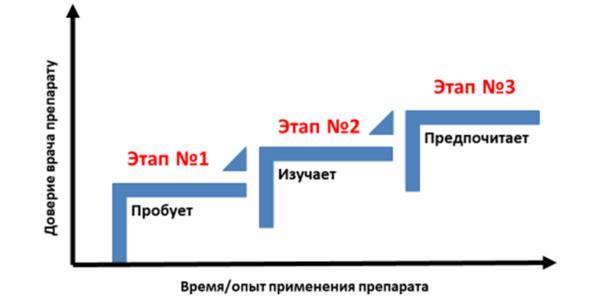 Доверие врача препарату
Этап №1
Пробует
Этап №2
Изучает
Этап №3
Предпочитает
Время/опыт применения препарата